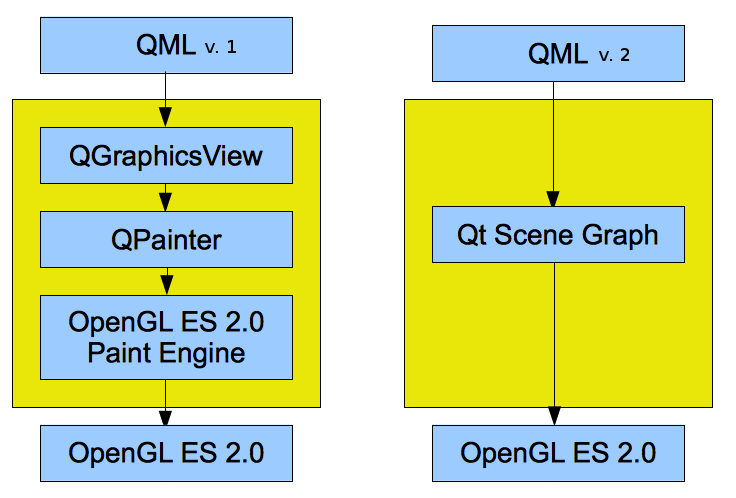 QML v. 1
QGraphicsView
QPainter
OpenGL ES 2.0
Paint Engine
OpenGL ES 2.0
QML v. 2
Qt Scene Graph
OpenGL ES 2.0